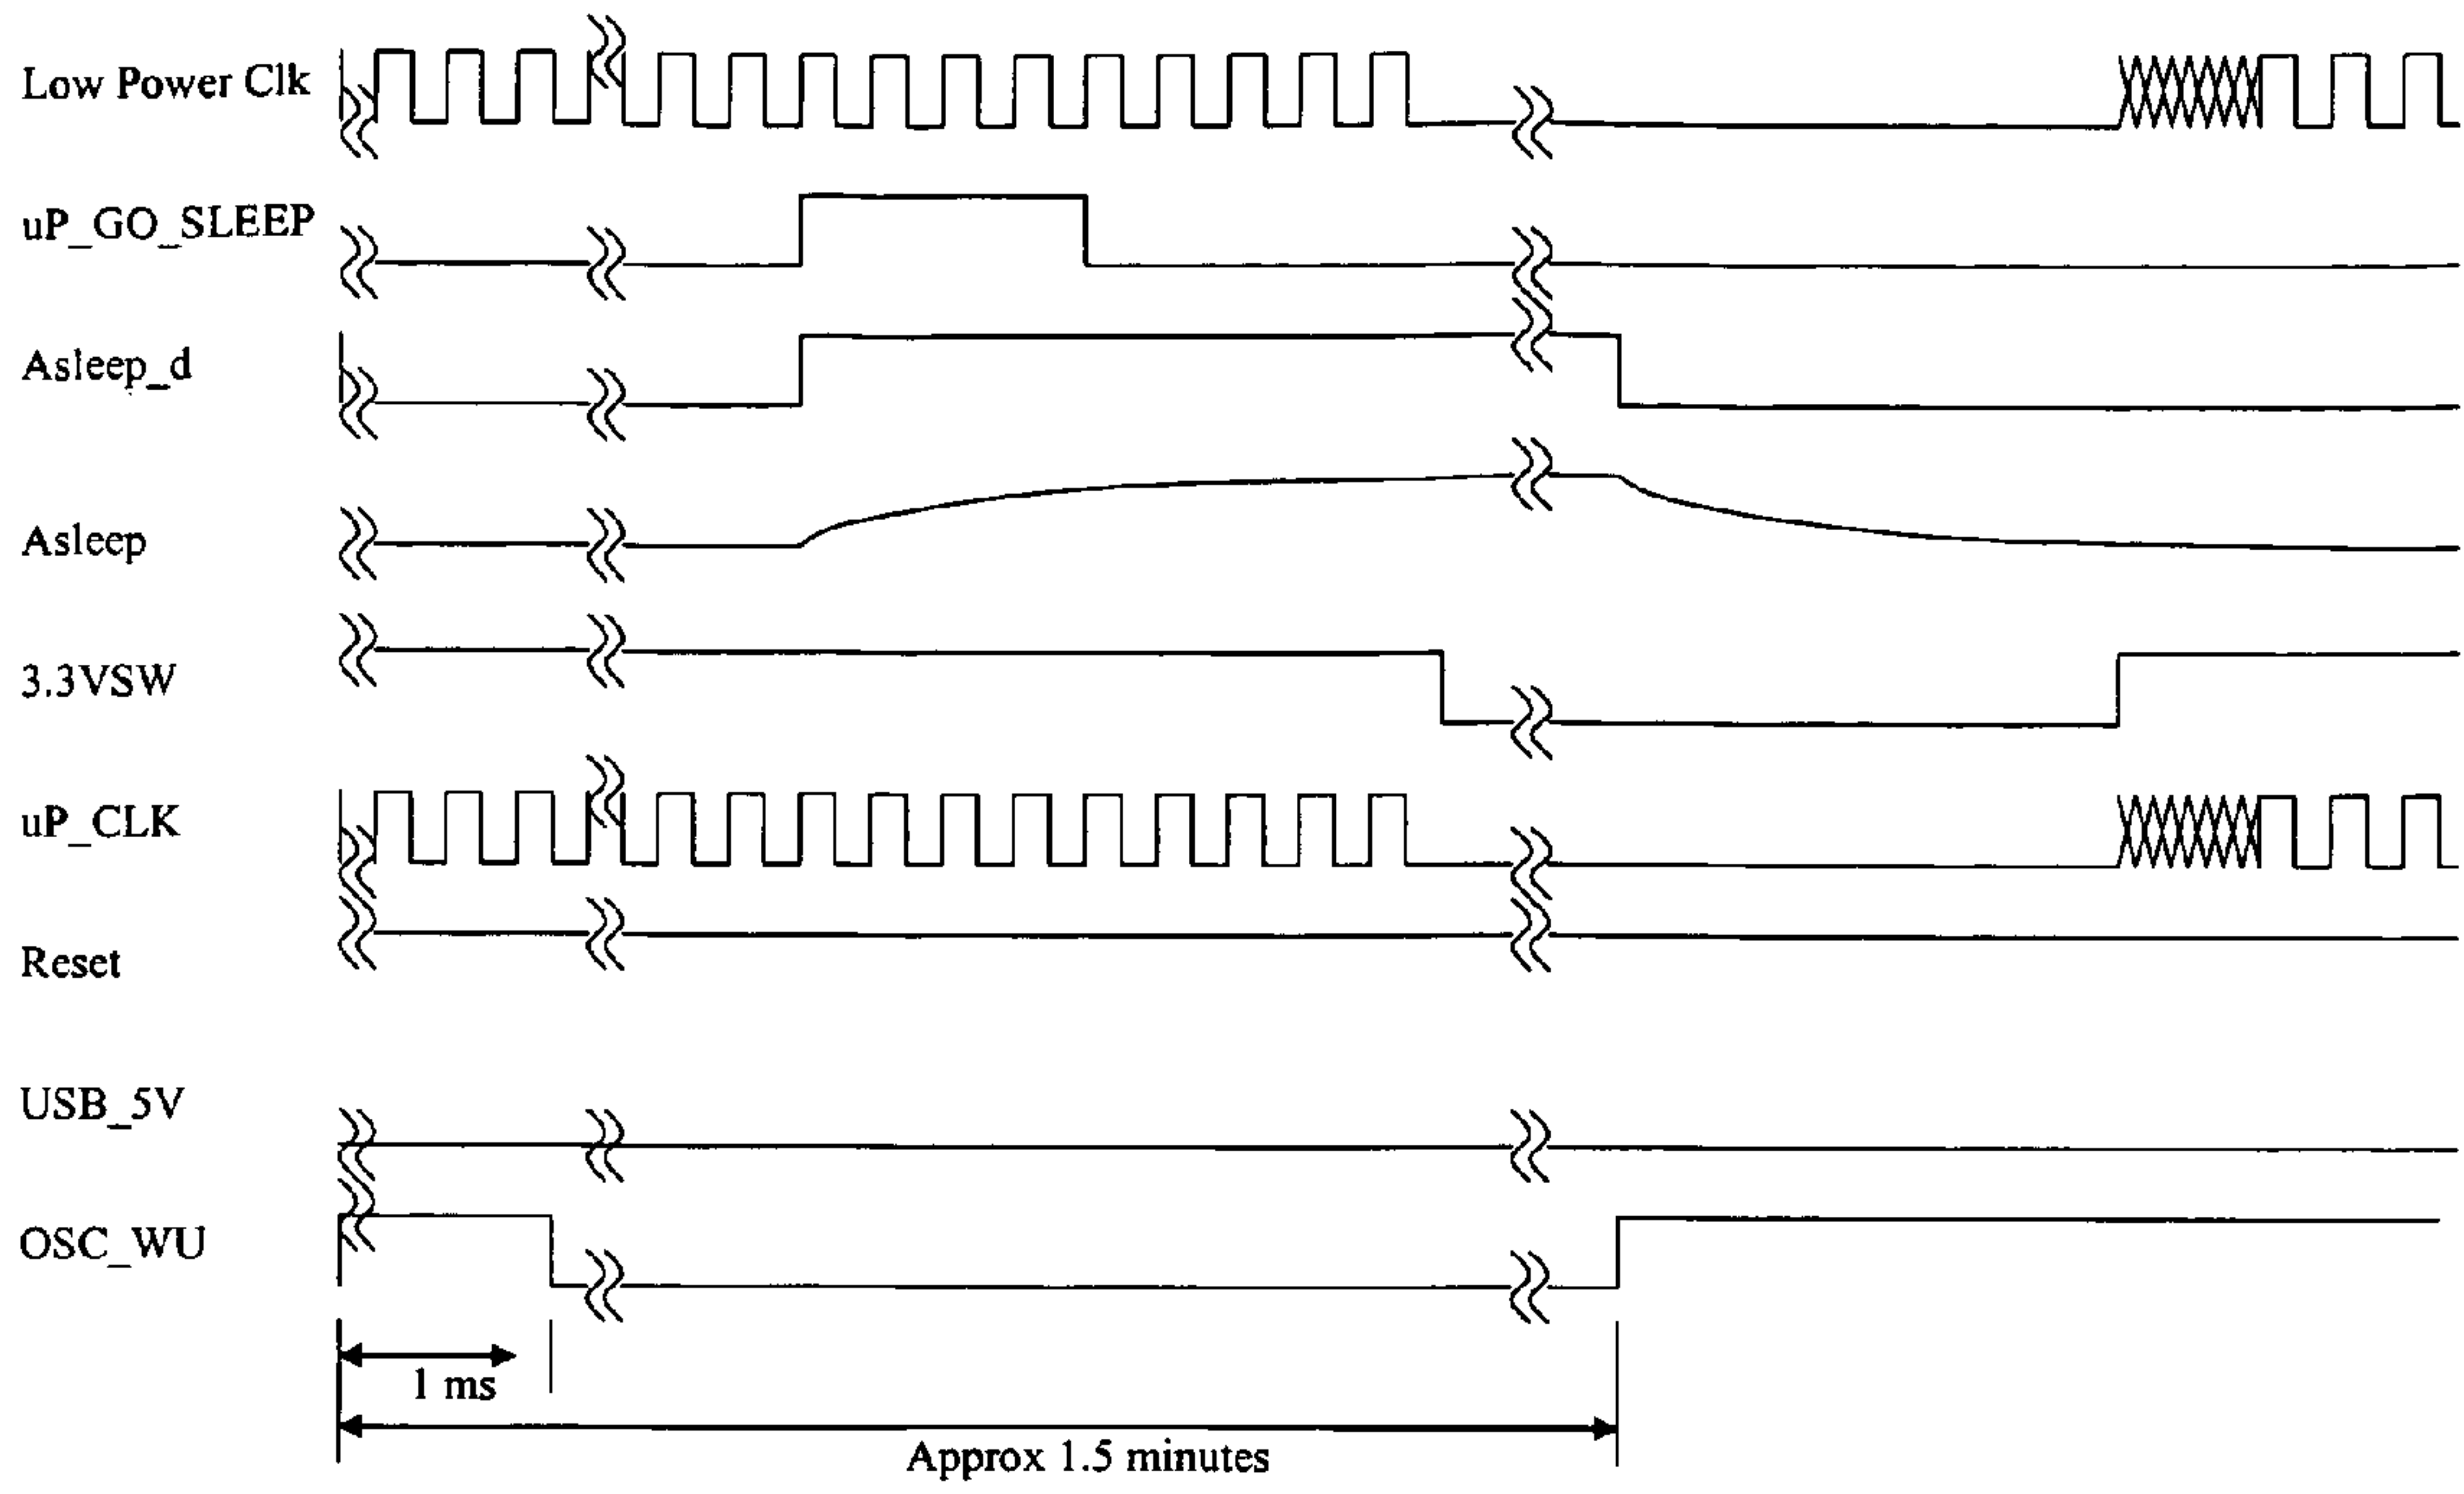 Low Power Clk
uP_GO_SLEEP
Asleep_d
Asleep
3.3VSW
uP_CLK
Reset
USB_5V
OSC_WU
1 ms
Approx 1.5 minutes